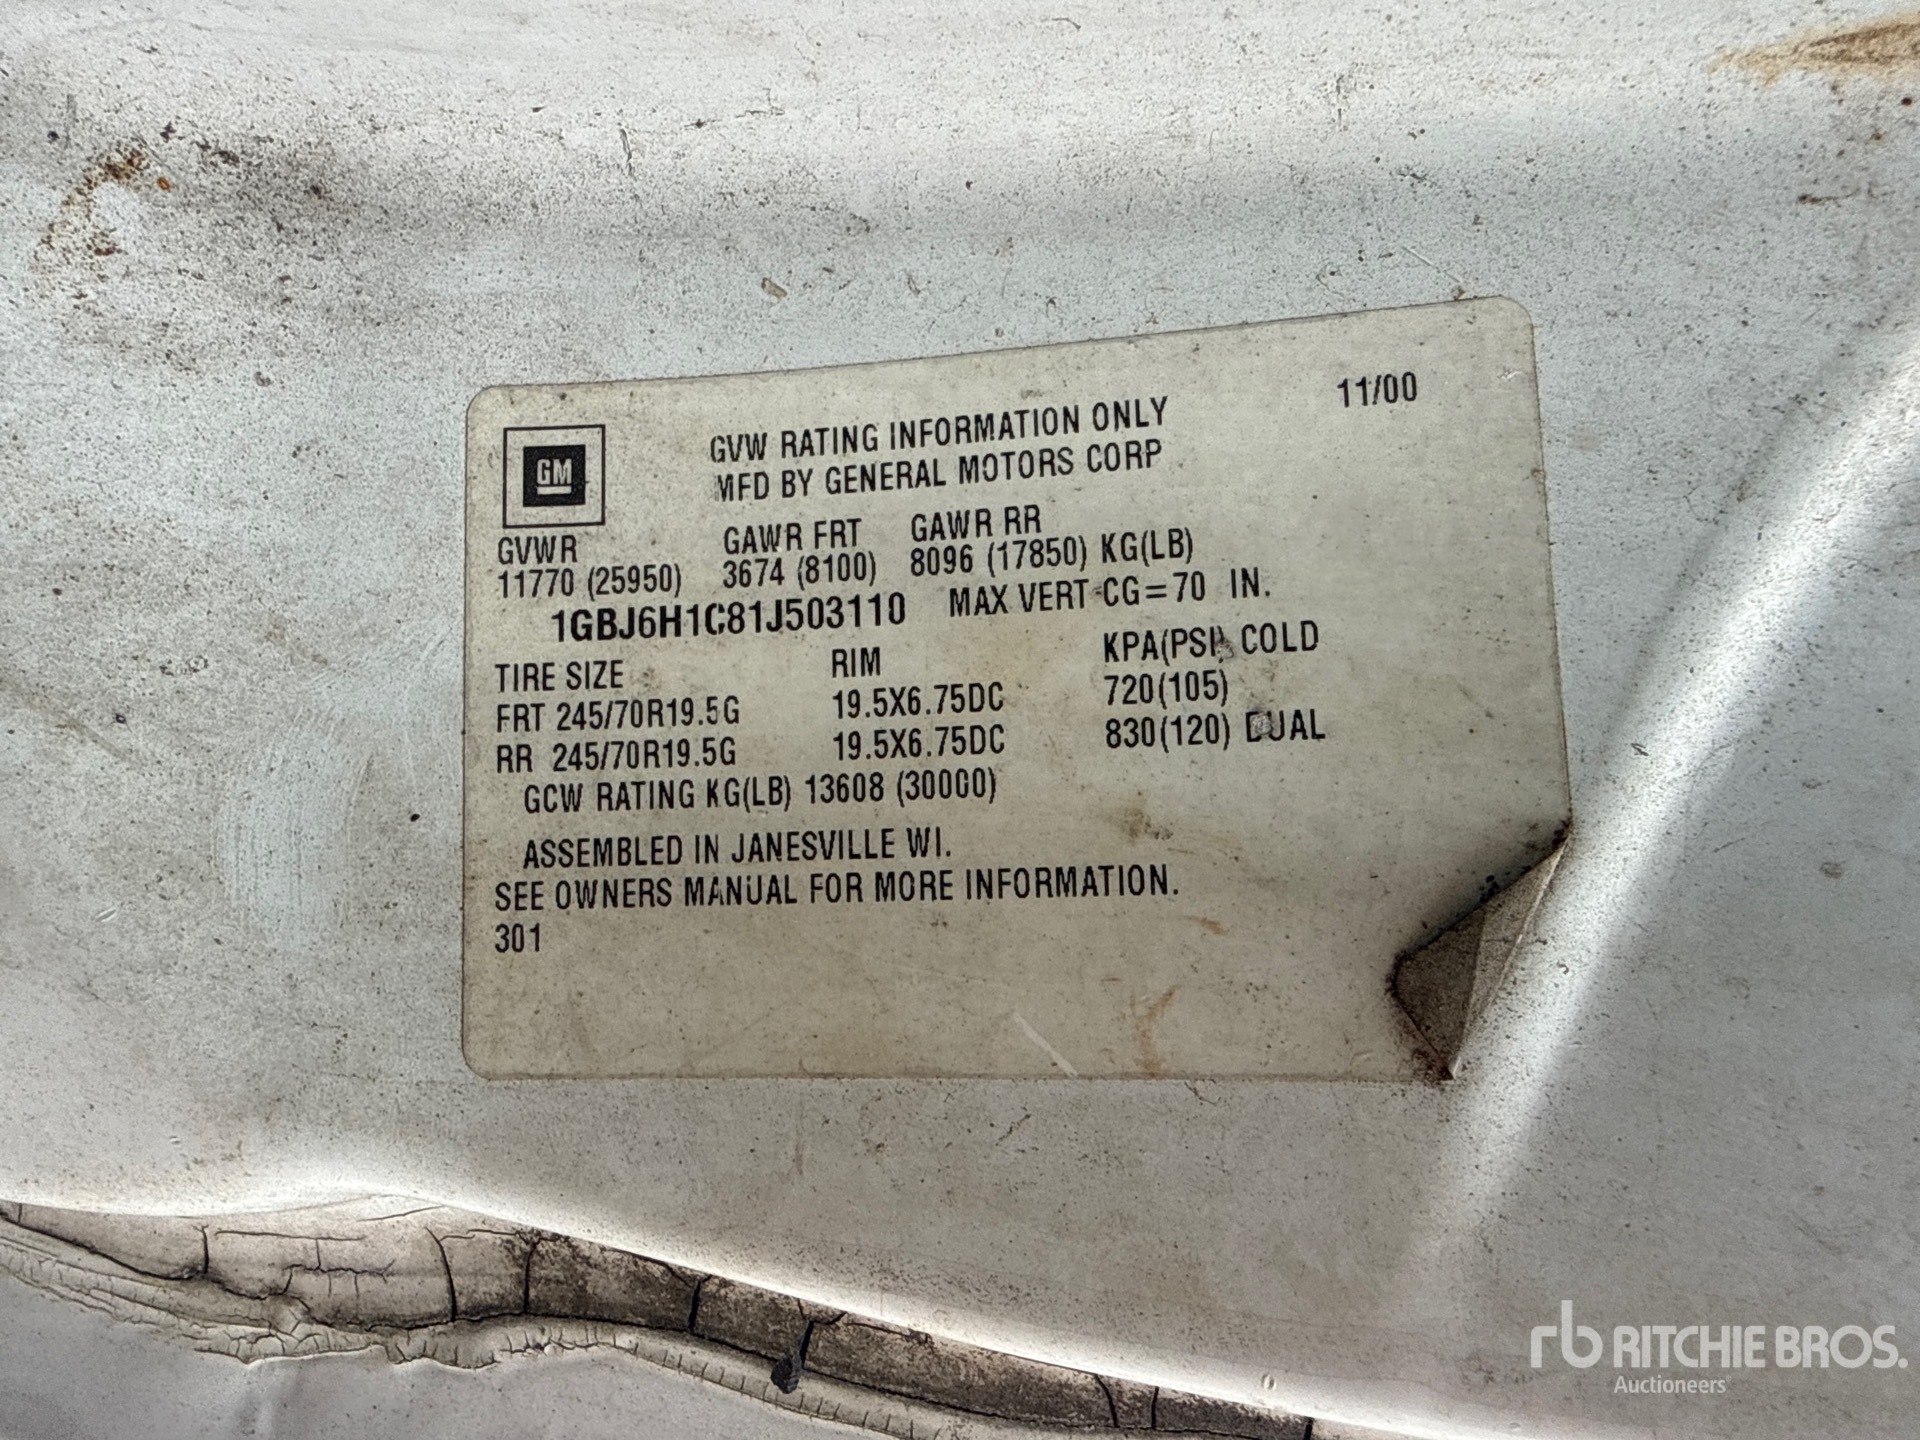 11/00
GM
GVW RATING INFORMATION ONLY
MFD BY GENERAL MOTORS CORP
GVWR GAWR FRT GAWR RR
11770 (25950) 3674 (8100) 8096 (17850) KG(LB)
1GBJ6H1C81J503110 MAX VERT CG=70 IN.
TIRE SIZE RIM KPA(PSI) COLD
FRT 245/70R19.5G 19.5X6.75DC 720(105)
RR 245/70R19.5G 19.5X6.75DC 830(120) DUAL
GCW RATING KG(LB) 13608 (30000)
ASSEMBLED IN JANESVILLE WI.
SEE OWNERS MANUAL FOR MORE INFORMATION.
301
rb RITCHIE BROS.
Auctioneers